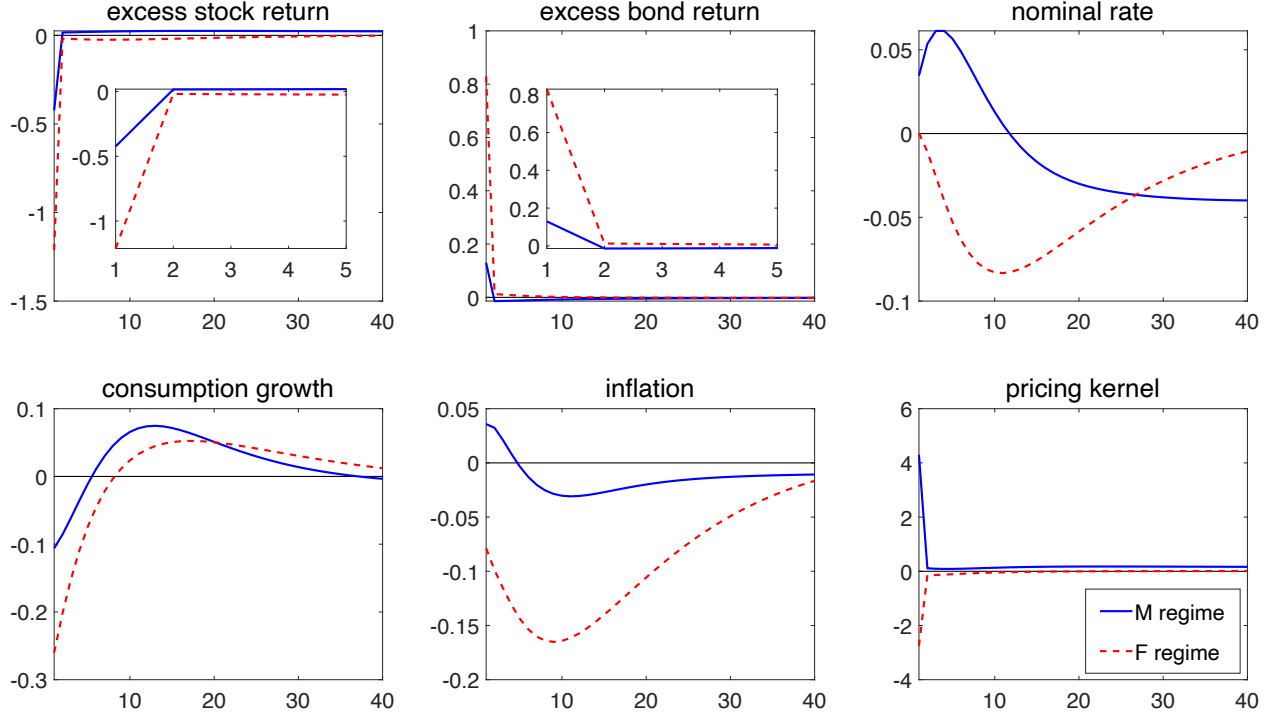 excess stock return
0
-0.5
-1
-1.5
10 20 30 40
0
-0.5
-1
1 2 3 4 5
excess bond return
1
0.8
0.6
0.4
0.2
0
10 20 30 40
0.8
0.6
0.4
0.2
0
1 2 3 4 5
nominal rate
0.05
0
-0.05
-0.1
10 20 30 40
consumption growth
0.1
0
-0.1
-0.2
-0.3
10 20 30 40
inflation
0.05
0
-0.05
-0.1
-0.15
-0.2
10 20 30 40
pricing kernel
6
4
2
0
-2
-4
10 20 30 40
M regime
F regime